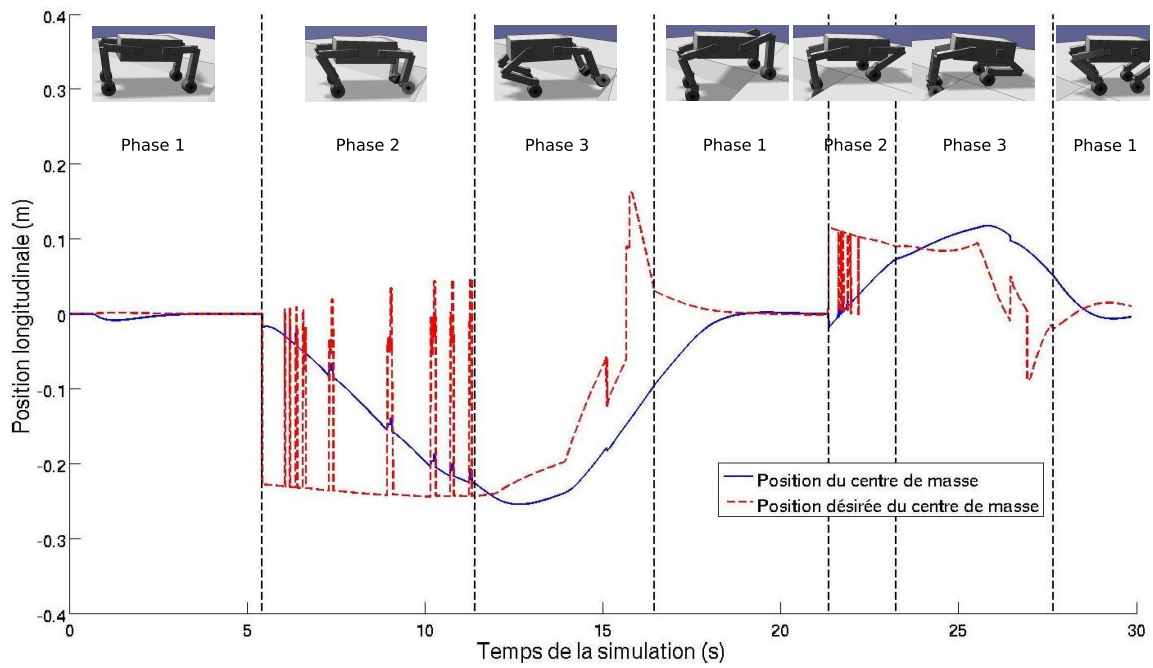 0.4
0.3
0.2
0.1
0
-0.1
-0.2
-0.3
-0.4
Position longitudinale (m)
Phase 1
Phase 2
Phase 3
Phase 1
Phase 2
Phase 3
Phase 1
Position du centre de masse
Position désirée du centre de masse
0
5
10
15
20
25
30
Temps de la simulation (s)